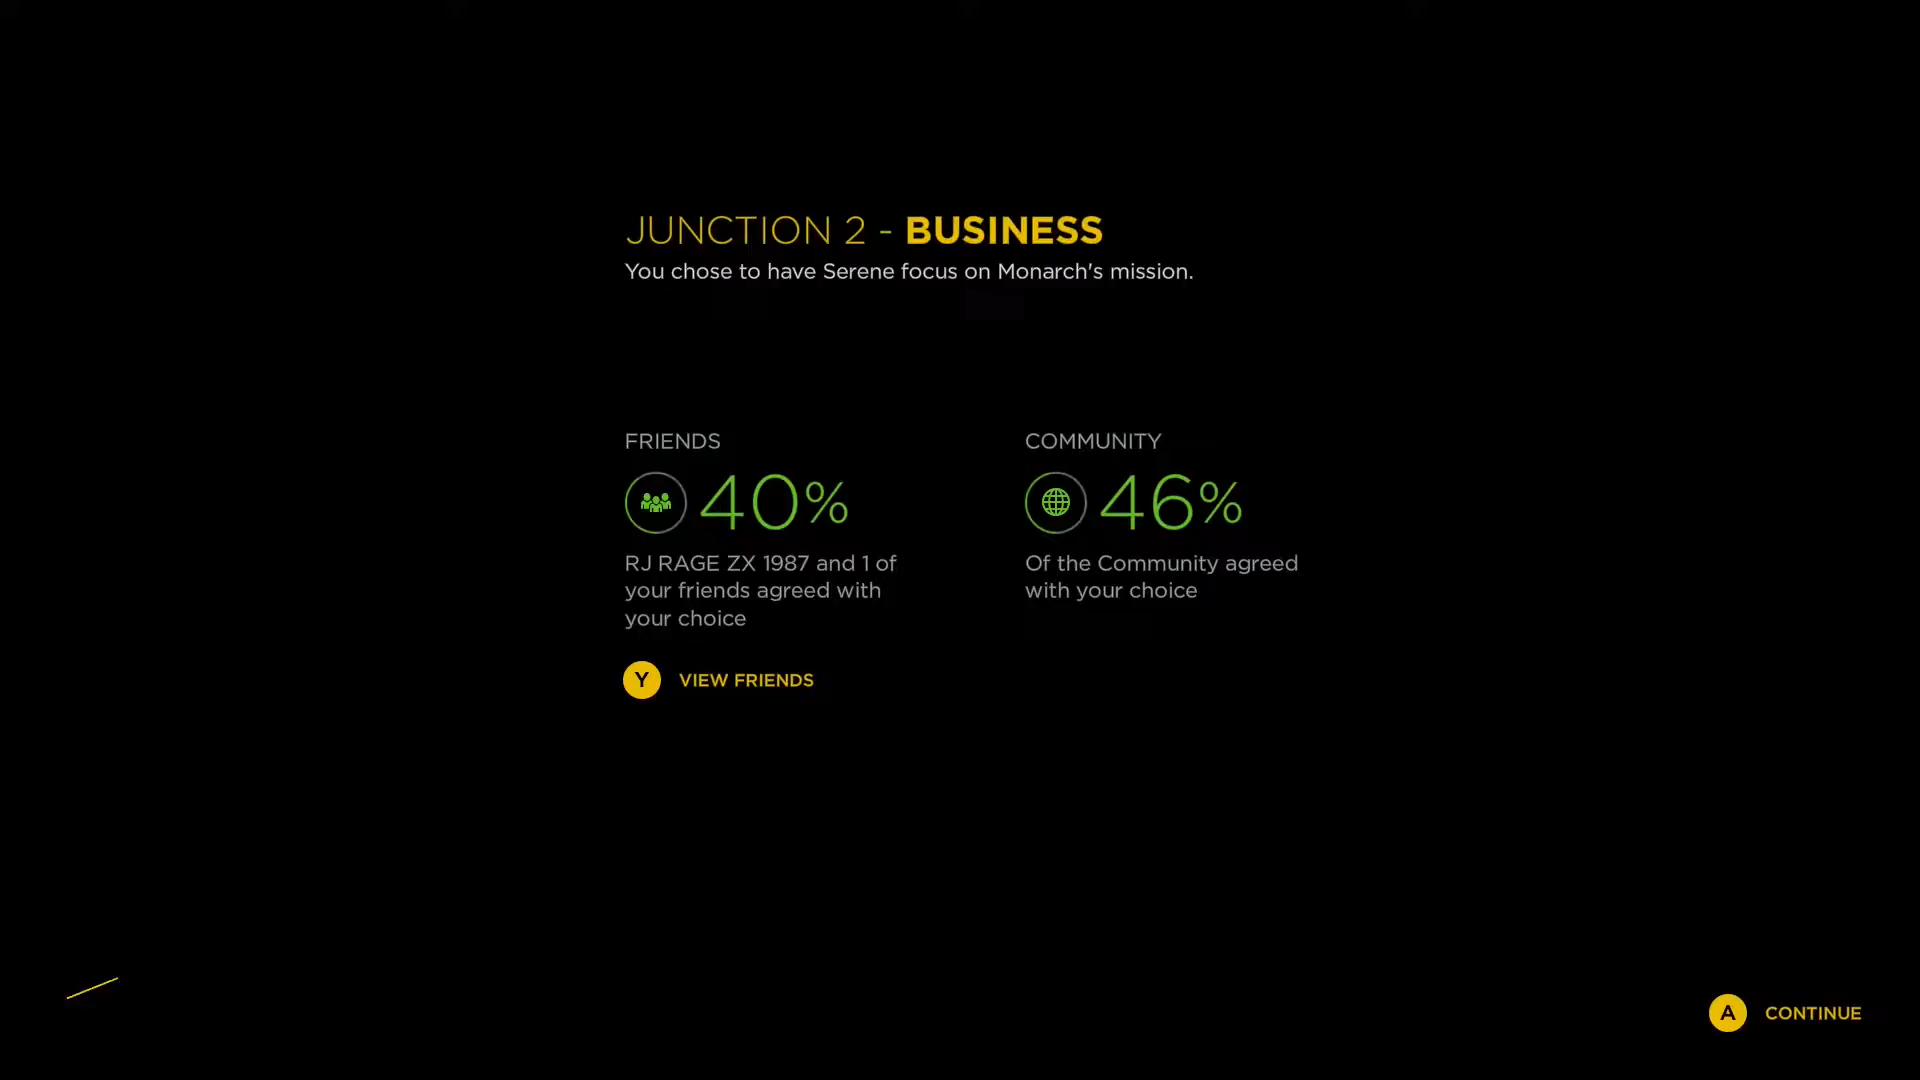 JUNCTION 2 - BUSINESS
You chose to have Serene focus on Monarch's mission.
FRIENDS
40%
RJ RAGE ZX 1987 and 1 of
your friends agreed with
your choice
Y VIEW FRIENDS
COMMUNITY
46%
Of the Community agreed
with your choice
A CONTINUE